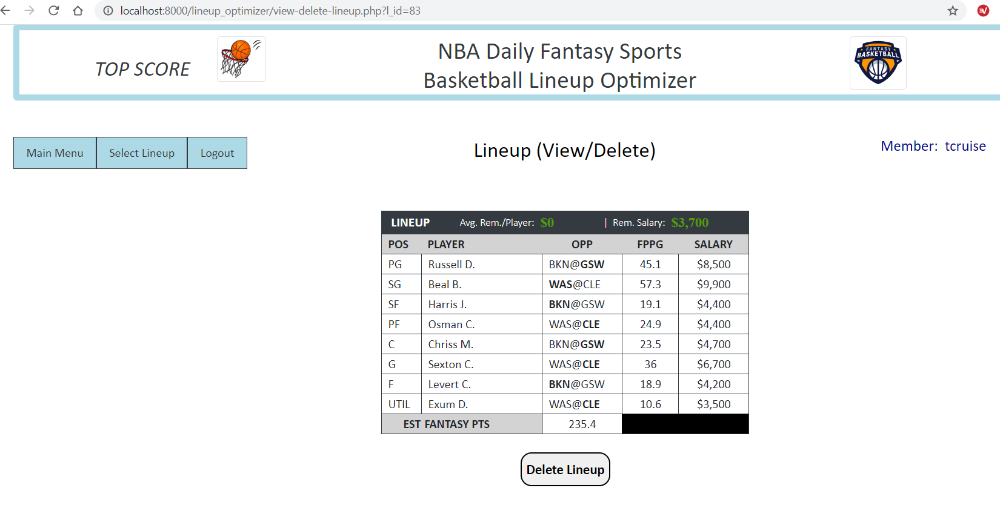 localhost:8000/lineup_optimizer/view-delete-lineup.php?l_id=83
TOP SCORE
NBA Daily Fantasy Sports
Basketball Lineup Optimizer
FANTASY
BASKETBALL
Main Menu Select Lineup Logout
Lineup (View/Delete)
Member: tcruise
LINEUP Avg. Rem./Player: $0 | Rem. Salary: $3,700
POS PLAYER OPP FPPG SALARY
PG Russell D. BKN@GSW 45.1 $8,500
SG Beal B. WAS@CLE 57.3 $9,900
SF Harris J. BKN@GSW 19.1 $4,400
PF Osman C. WAS@CLE 24.9 $4,400
C Chriss M. BKN@GSW 23.5 $4,700
G Sexton C. WAS@CLE 36 $6,700
F Levert C. BKN@GSW 18.9 $4,200
UTIL Exum D. WAS@CLE 10.6 $3,500
EST FANTASY PTS 235.4
Delete Lineup